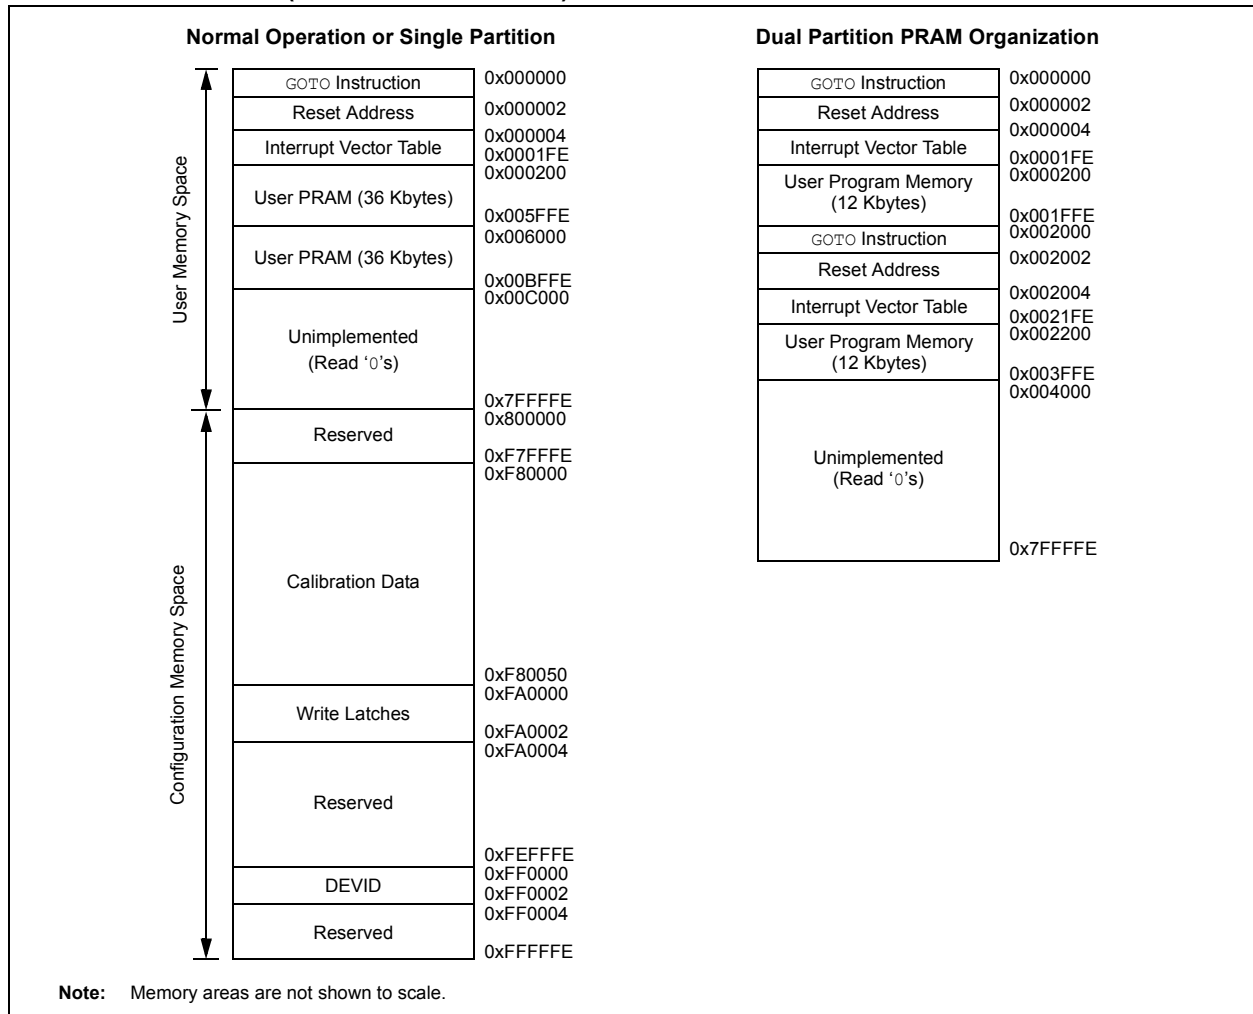 Normal Operation or Single Partition
User Memory Space
GOTO Instruction 0x000000
Reset Address 0x000002
0x000004
Interrupt Vector Table
0x0001FE
0x000200
User PRAM (36 Kbytes)
0x005FFE
0x006000
User PRAM (36 Kbytes)
0x00BFFE
0x00C000
Unimplemented
(Read ‘0’s)
0x7FFFFE
Configuration Memory Space
0x800000
Reserved
0xF7FFFE
0xF80000
Calibration Data
0xF80050
0xFA0000
Write Latches
0xFA0002
0xFA0004
Reserved
0xFEFFFE
0xFF0000
DEVID
0xFF0002
0xFF0004
Reserved
0xFFFFFE
Dual Partition PRAM Organization
GOTO Instruction 0x000000
0x000002
Reset Address
0x000004
Interrupt Vector Table
0x0001FE
0x000200
User Program Memory
(12 Kbytes)
0x001FFE
0x002000
GOTO Instruction
0x002002
Reset Address
0x002004
Interrupt Vector Table
0x0021FE
0x002200
User Program Memory
(12 Kbytes)
0x003FFE
0x004000
Unimplemented
(Read ‘0’s)
0x7FFFFE
Note: Memory areas are not shown to scale.